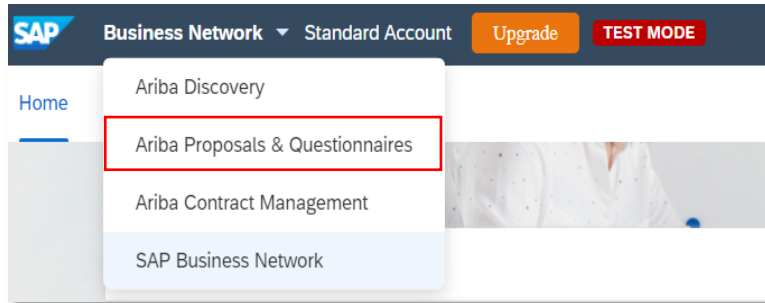 SAP Business Network Standard Account Upgrade TEST MODE
Home
Ariba Discovery
Ariba Proposals & Questionnaires
Ariba Contract Management
SAP Business Network